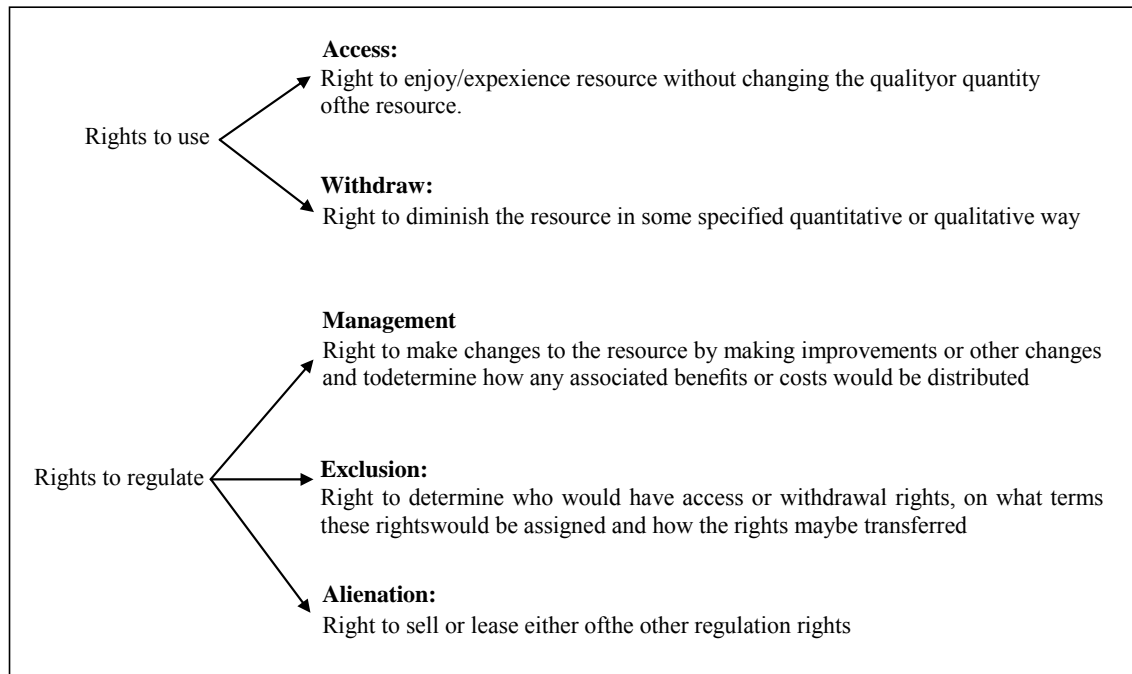 Access:
Right to enjoy/expexience resource without changing the qualityor quantity
ofthe resource.
Rights to use
Withdraw:
Right to diminish the resource in some specified quantitative or qualitative way
Management
Right to make changes to the resource by making improvements or other changes
and todetermine how any associated benefits or costs would be distributed
Rights to regulate
Exclusion:
Right to determine who would have access or withdrawal rights, on what terms
these rightswould be assigned and how the rights maybe transferred
Alienation:
Right to sell or lease either ofthe other regulation rights